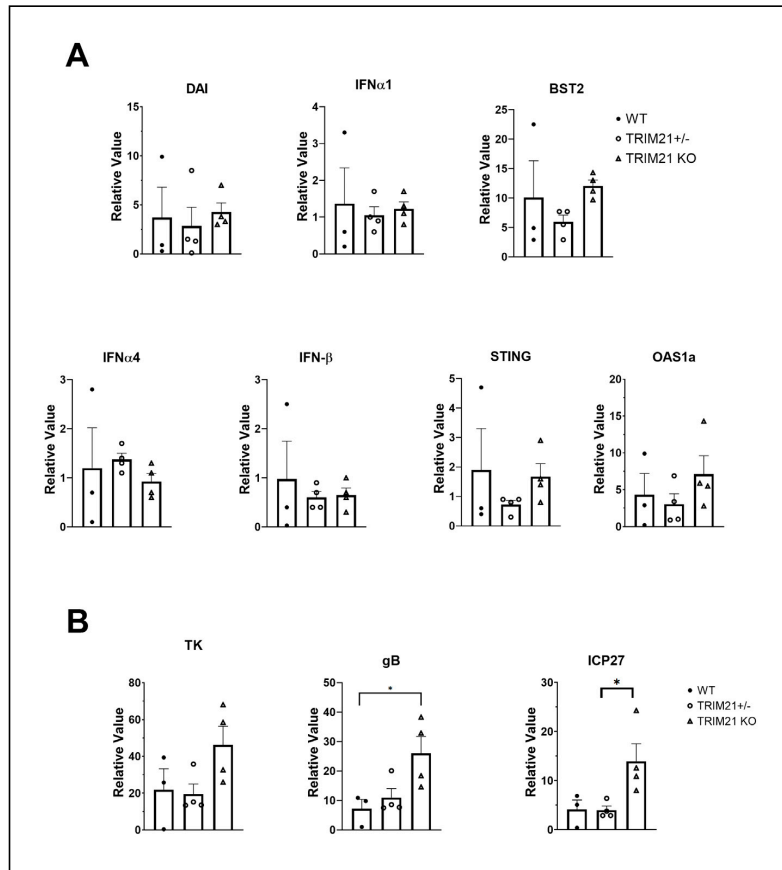 A
DAI
Relative Value
15
10
5
0
IFNα1
Relative Value
4
3
2
1
0
BST2
Relative Value
25
20
15
10
5
0
WT
TRIM21+/-
TRIM21 KO
IFNα4
Relative Value
3
2
1
0
IFN-β
Relative Value
3
2
1
0
STING
Relative Value
5
4
3
2
1
0
OAS1a
Relative Value
20
15
10
5
0
B
TK
Relative Value
80
60
40
20
0
gB
Relative Value
50
40
30
20
10
0
*
ICP27
Relative Value
30
20
10
0
*
WT
TRIM21+/-
TRIM21 KO